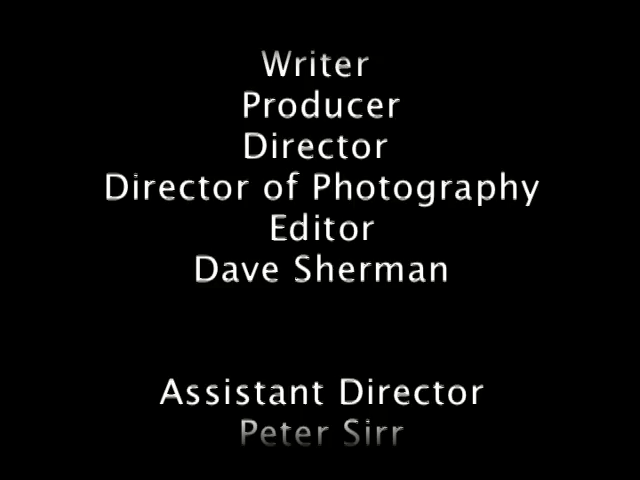 Writer
Producer
Director
Director of Photography
Editor
Dave Sherman
Assistant Director
Peter Sirr